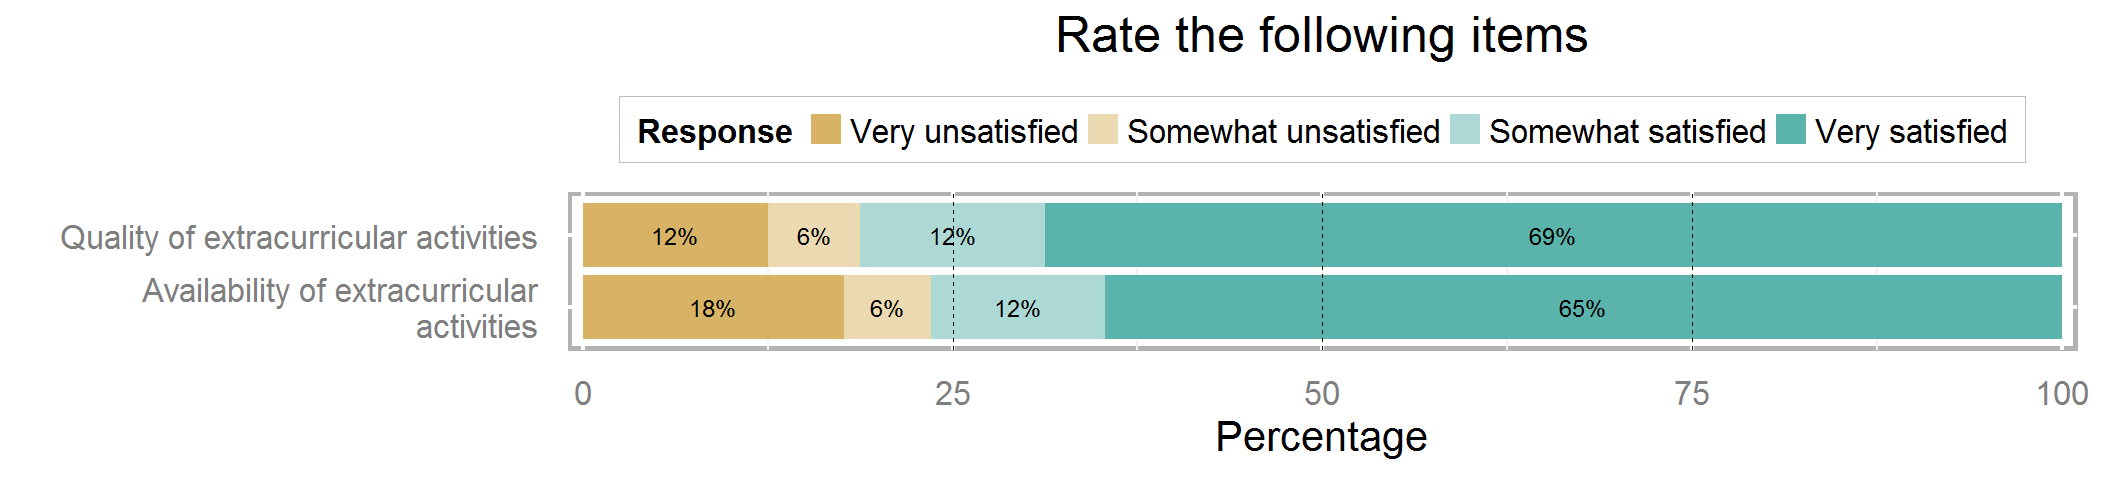 Rate the following items
Response Very unsatisfied Somewhat unsatisfied Somewhat satisfied Very satisfied
Quality of extracurricular activities 12% 6% 12% 69%
Availability of extracurricular
activities 18% 6% 12% 65%
0 25 50 75 100
Percentage